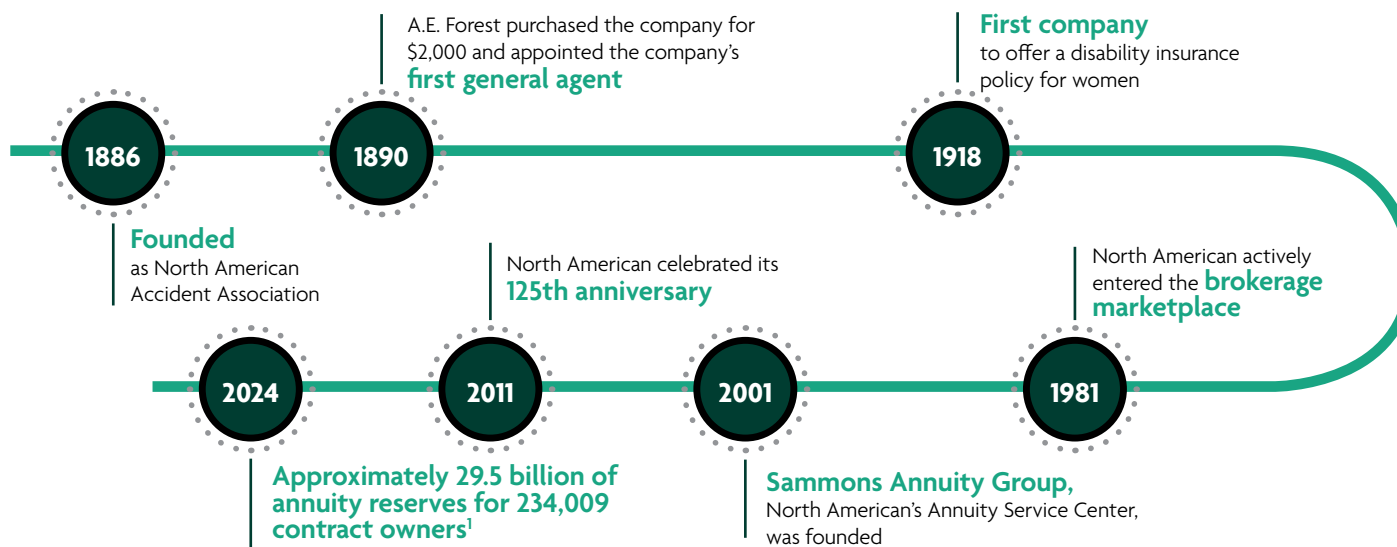 1886
Founded
as North American
Accident Association
1890
A.E. Forest purchased the company for
$2,000 and appointed the company's
first general agent
1918
First company
to offer a disability insurance
policy for women
1981
North American actively
entered the brokerage
marketplace
2001
Sammons Annuity Group,
North American's Annuity Service Center,
was founded
2011
North American celebrated its
125th anniversary
2024
Approximately 29.5 billion of
annuity reserves for 234,009
contract owners¹